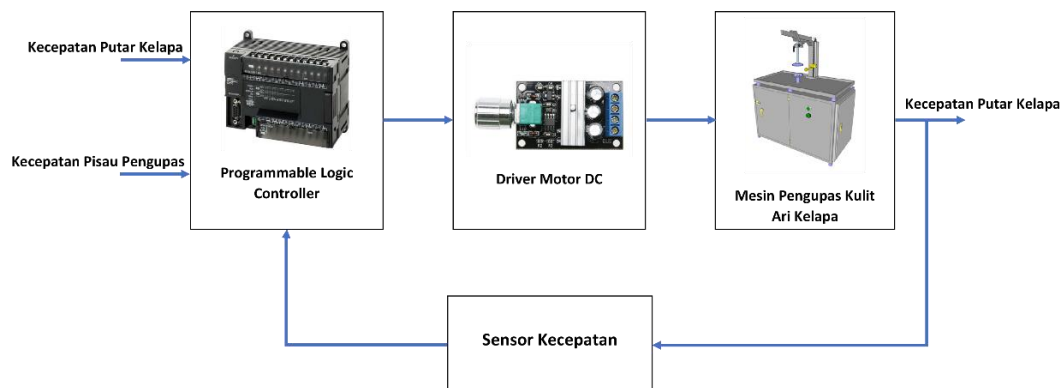 Kecepatan Putar Kelapa
Kecepatan Pisau Pengupas
Programmable Logic
Controller
Driver Motor DC
Mesin Pengupas Kulit
Ari Kelapa
Kecepatan Putar Kelapa
Sensor Kecepatan